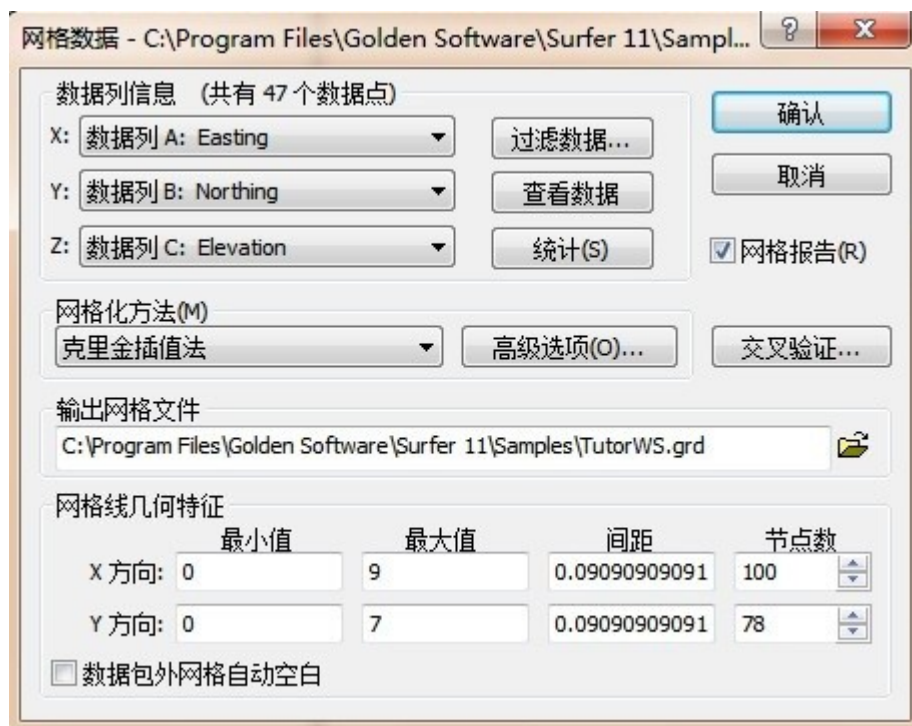 网格数据 - C:\Program Files\Golden Software\Surfer 11\Sampl...
数据列信息 (共有 47 个数据点)
X: 数据列 A: Easting
过滤数据...
Y: 数据列 B: Northing
查看数据
Z: 数据列 C: Elevation
统计(S)
确认
取消
网格报告(R)
网格化方法(M)
克里金插值法
高级选项(O)...
交叉验证...
输出网格文件
C:\Program Files\Golden Software\Surfer 11\Samples\TutorWS.grd
网格线几何特征
最小值 最大值 间距 节点数
X 方向: 0 9 0.09090909091 100
Y 方向: 0 7 0.09090909091 78
数据包外网格自动空白